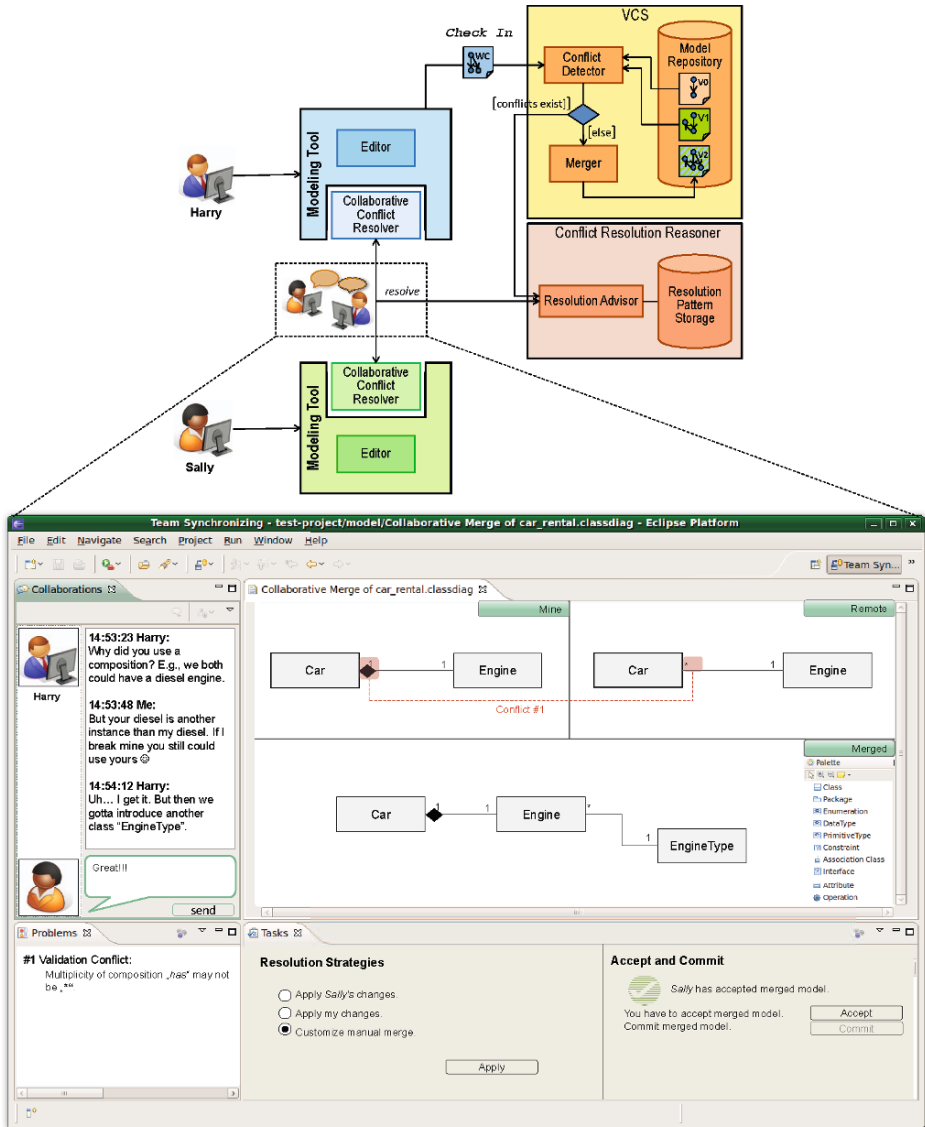 VCS
Check In
WC
Conflict
Detector
Model
Repository
V0
V1
V2
[conflicts exist)]
[else]
Merger
Modeling Tool
Editor
Collaborative
Conflict
Resolver
Harry
Conflict Resolution Reasoner
Resolution Advisor
Resolution
Pattern
Storage
resolve
Collaborative
Conflict
Resolver
Modeling Tool
Editor
Sally
Team Synchronizing - test-project/model/Collaborative Merge of car_rental.classdiag - Eclipse Platform
File Edit Navigate Search Project Run Window Help
Team Syn... »
Collaborations
Collaborative Merge of car_rental.classdiag
Harry
14:53:23 Harry:
Why did you use a
composition? E.g., we both
could have a diesel engine.
14:53:48 Me:
But your diesel is another
instance than my diesel. If I
break mine you still could
use yours ☺
14:54:12 Harry:
Uh... I get it. But then we
gotta introduce another
class "EngineType".
Great!!!
send
Mine
Car 1 1 Engine
Remote
Car * 1 Engine
Conflict #1
Merged
Car 1 1 Engine *
1 EngineType
Palette
Class
Package
Enumeration
DataType
PrimitiveType
Constraint
Association Class
Interface
Attribute
Operation
Problems
#1 Validation Conflict:
Multiplicity of composition „has“ may not
be „*“
Tasks
Resolution Strategies
Apply Sally's changes.
Apply my changes.
Customize manual merge.
Apply
Accept and Commit
Sally has accepted merged model.
You have to accept merged model.
Accept
Commit merged model.
Commit